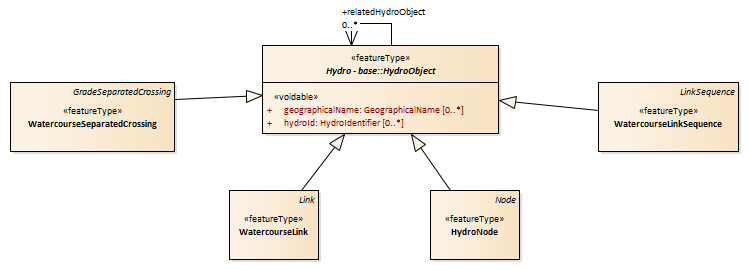 +relatedHydroObject
0..*
«featureType»
Hydro - base::HydroObject
«voidable»
+ geographicalName: GeographicalName [0..*]
+ hydroId: HydroIdentifier [0..*]
GradeSeparatedCrossing
«featureType»
WatercourseSeparatedCrossing
LinkSequence
«featureType»
WatercourseLinkSequence
Link
«featureType»
WatercourseLink
Node
«featureType»
HydroNode